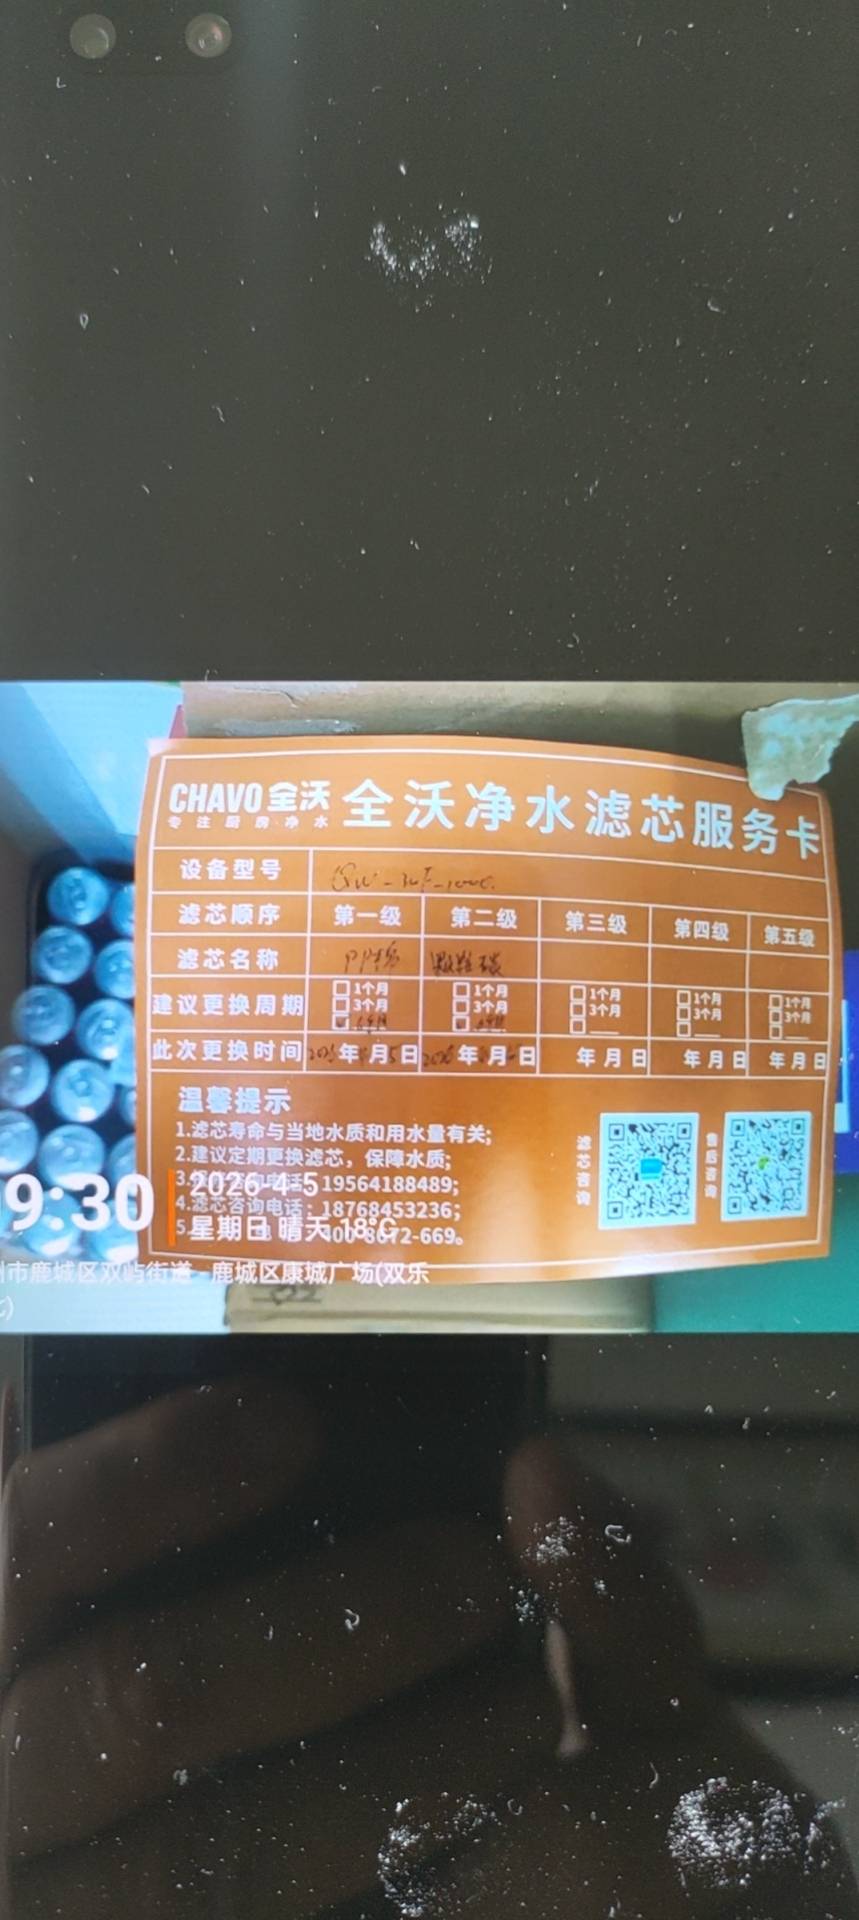 CHAVO 全沃 全沃净水滤芯服务卡
专注厨房净水
设备型号
滤芯顺序 第一级 第二级 第三级 第四级 第五级
滤芯名称 PP棉 颗粒碳
建议更换周期 1个月 1个月 1个月 1个月 1个月
3个月 3个月 3个月 3个月 3个月
此次更换时间 年 月 日 年 月 日 年 月 日 年 月 日 年 月 日
温馨提示
1.滤芯寿命与当地水质和用水量有关;
2.建议定期更换滤芯，保障水质;
3. 19564188489;
4.滤芯咨询电话: 18768453236;
5. 400-8672-669。
滤芯咨询
售后咨询
9:30
2026-4-5
星期日 晴天 18℃
市鹿城区双屿街道·鹿城区康城广场(双乐